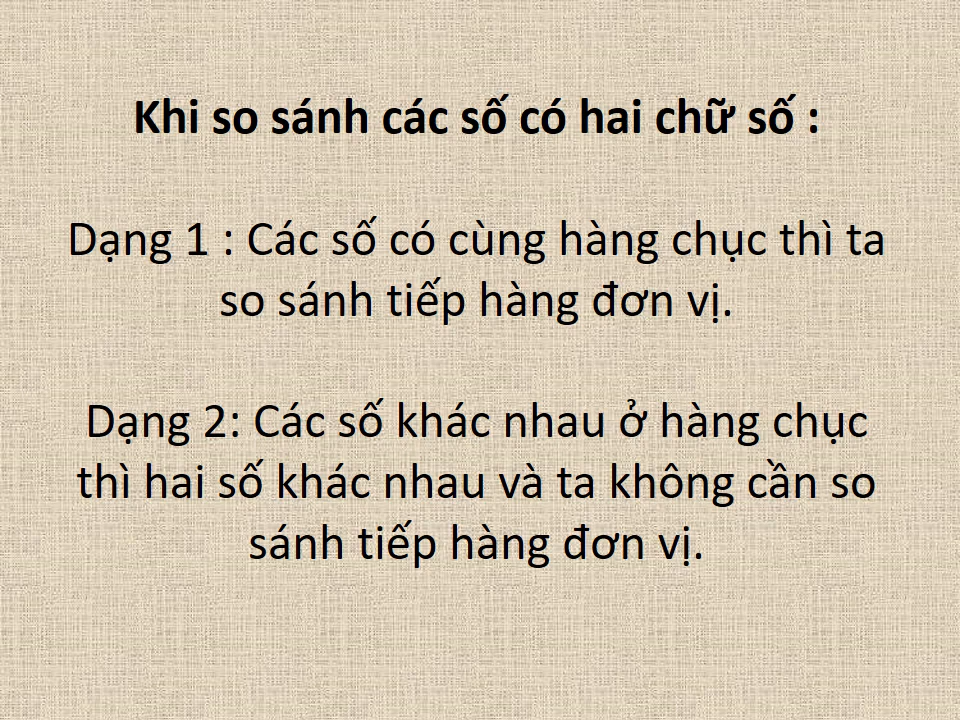 Khi so sánh các số có hai chữ số :
Dạng 1 : Các số có cùng hàng chục thì ta
so sánh tiếp hàng đơn vị.
Dạng 2: Các số khác nhau ở hàng chục
thì hai số khác nhau và ta không cần so
sánh tiếp hàng đơn vị.